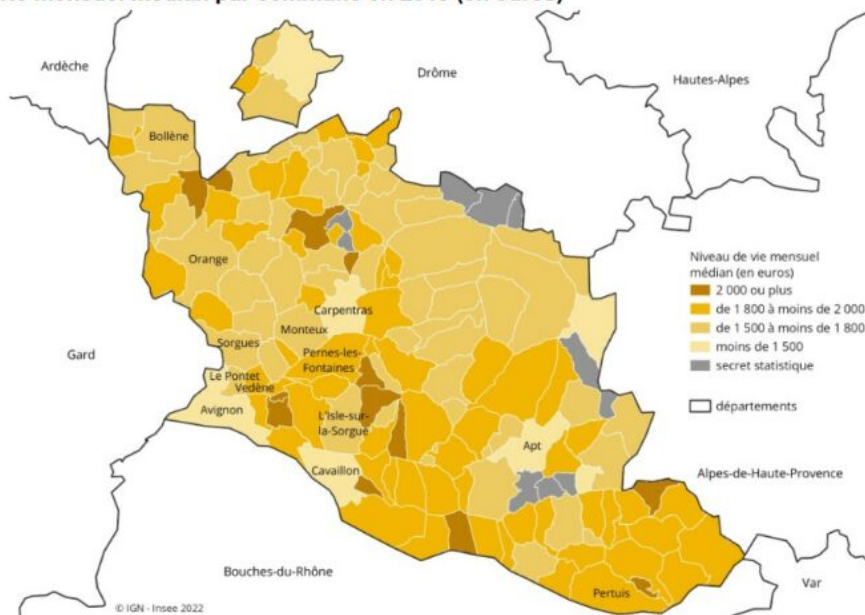 Ardèche
Drôme
Hautes-Alpes
Bollène
Orange
Niveau de vie mensuel
médian (en euros)
2 000 ou plus
de 1 800 à moins de 2 000
de 1 500 à moins de 1 800
moins de 1 500
secret statistique
départements
Carpentras
Monteux
Sorgues
Pernes-les-
Fontaines
Gard
Le Pontet
Vedène
Avignon
L'Isle-sur-
la-Sorgue
Apt
Cavaillon
Alpes-de-Haute-Provence
Bouches-du-Rhône
Var
Pertuis
© IGN - Insee 2022